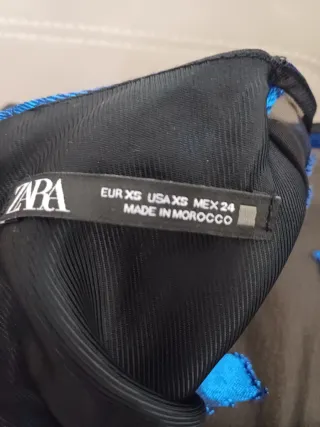 ZARA
EUR XS USA XS MEX 24
MADE IN MOROCCO